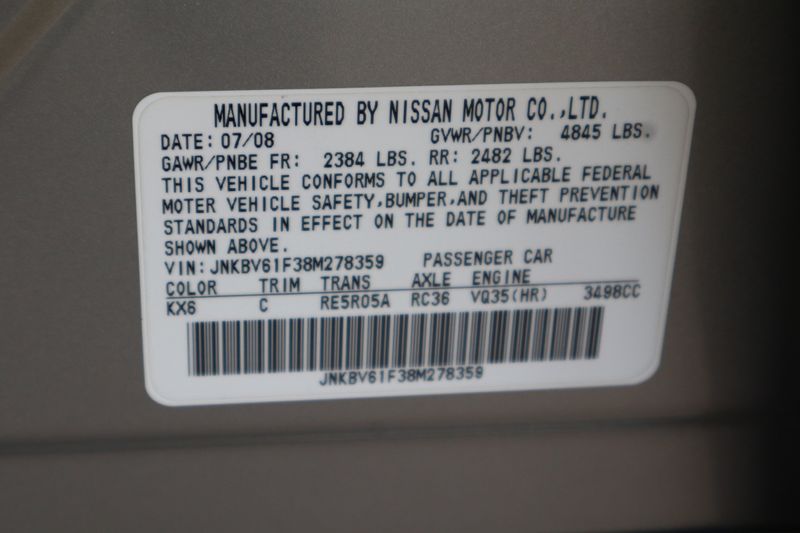 MANUFACTURED BY NISSAN MOTOR CO.,LTD.
DATE: 07/08 GVWR/PNBV: 4845 LBS.
GAWR/PNBE FR: 2384 LBS. RR: 2482 LBS.
THIS VEHICLE CONFORMS TO ALL APPLICABLE FEDERAL
MOTER VEHICLE SAFETY,BUMPER,AND THEFT PREVENTION
STANDARDS IN EFFECT ON THE DATE OF MANUFACTURE
SHOWN ABOVE.
VIN:JNKBV61F38M278359 PASSENGER CAR
COLOR TRIM TRANS AXLE ENGINE
KX6 C RE5R05A RC36 VQ35(HR) 3498CC
JNKBV61F38M278359